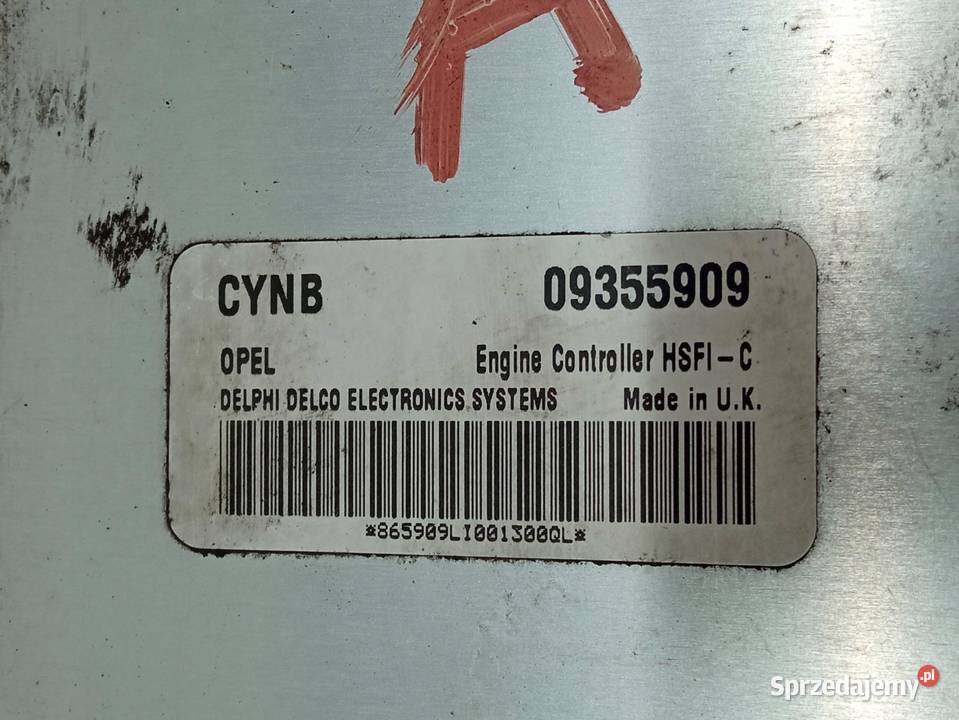 CYNB 09355909
OPEL Engine Controller HSFI-C
DELPHI DELCO ELECTRONICS SYSTEMS Made in U.K.
*865909LI001300QL*
Sprzedajemy.pl